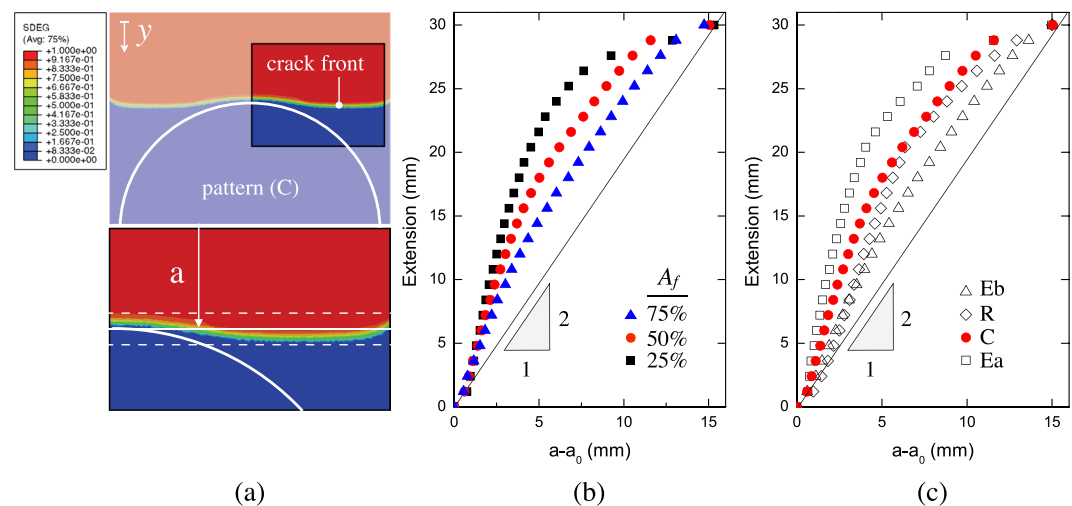 SDEG
(Avg: 75%)
+1.000e+00
+9.167e-01
+8.333e-01
+7.500e-01
+6.667e-01
+5.833e-01
+5.000e-01
+4.167e-01
+3.333e-01
+2.500e-01
+1.667e-01
+8.333e-02
+0.000e+00
y
crack front
pattern (C)
a
(a)
Extension (mm)
30
25
20
15
10
5
0
0
5
10
15
a-a0 (mm)
2
1
Af
75%
50%
25%
(b)
Extension (mm)
30
25
20
15
10
5
0
0
5
10
15
a-a0 (mm)
2
1
Eb
R
C
Ea
(c)